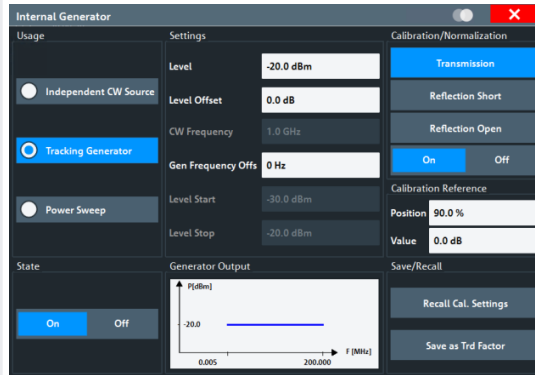 Internal Generator
Usage
Independent CW Source
Tracking Generator
Power Sweep
State
On Off
Settings
Level -20.0 dBm
Level Offset 0.0 dB
CW Frequency 1.0 GHz
Gen Frequency Offs 0 Hz
Level Start -30.0 dBm
Level Stop -20.0 dBm
Generator Output
P[dBm]
-20.0
F [MHz]
0.005 200.000
Calibration/Normalization
Transmission
Reflection Short
Reflection Open
On Off
Calibration Reference
Position 90.0 %
Value 0.0 dB
Save/Recall
Recall Cal. Settings
Save as Trd Factor